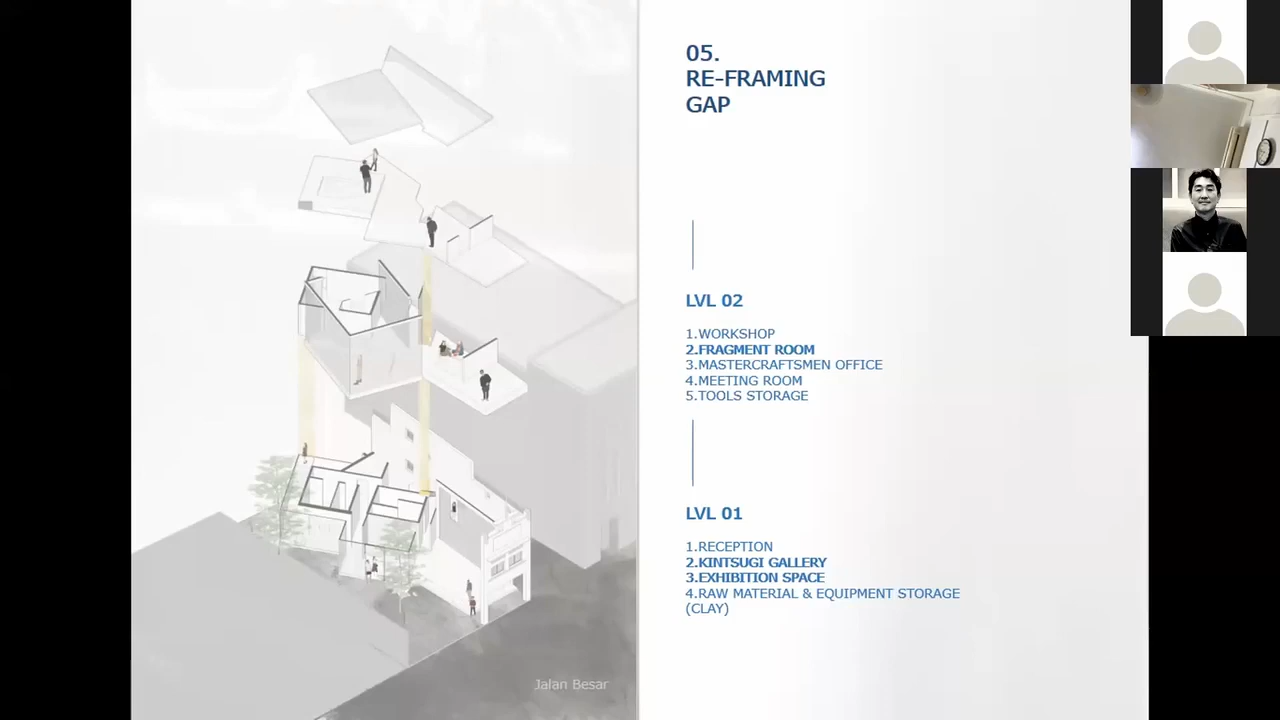 05.
RE-FRAMING
GAP
LVL 02
1.WORKSHOP
2.FRAGMENT ROOM
3.MASTERCRAFTSMEN OFFICE
4.MEETING ROOM
5.TOOLS STORAGE
LVL 01
1.RECEPTION
2.KINTSUGI GALLERY
3.EXHIBITION SPACE
4.RAW MATERIAL & EQUIPMENT STORAGE
(CLAY)
Jalan Besar